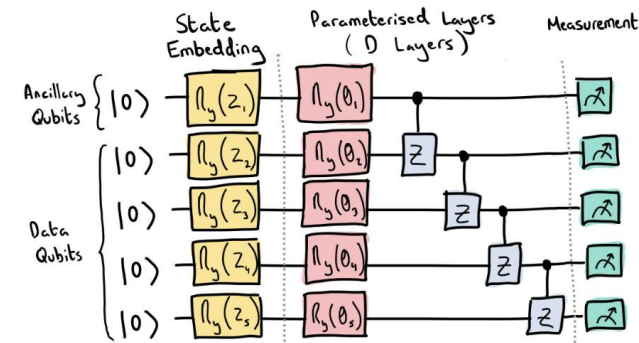 State Embedding
Parameterised Layers
(D Layers)
Measurement
Ancillary Qubits
|0⟩ Ry(z₁) Ry(θ₁)
|0⟩ Ry(z₂) Ry(θ₂) Z
Data Qubits
|0⟩ Ry(z₃) Ry(θ₃) Z
|0⟩ Ry(z₄) Ry(θ₄) Z
|0⟩ Ry(z₅) Ry(θ₅) Z